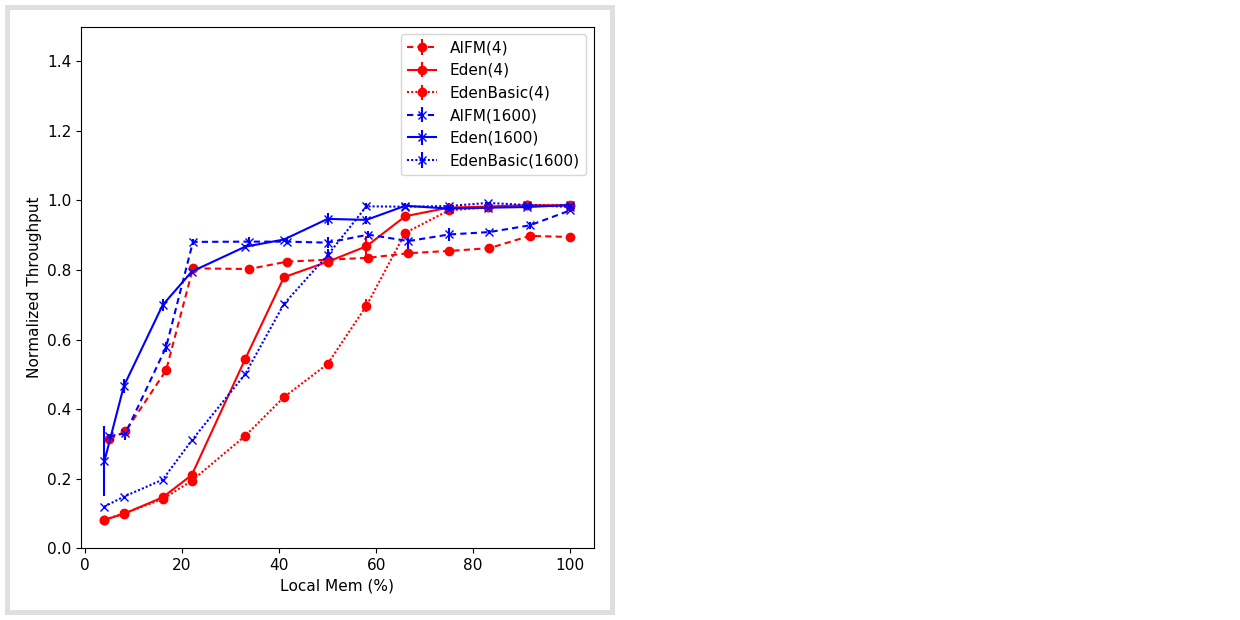 1.4
1.2
1.0
0.8
0.6
0.4
0.2
0.0
Normalized Throughput
AIFM(4)
Eden(4)
EdenBasic(4)
AIFM(1600)
Eden(1600)
EdenBasic(1600)
0 20 40 60 80 100
Local Mem (%)